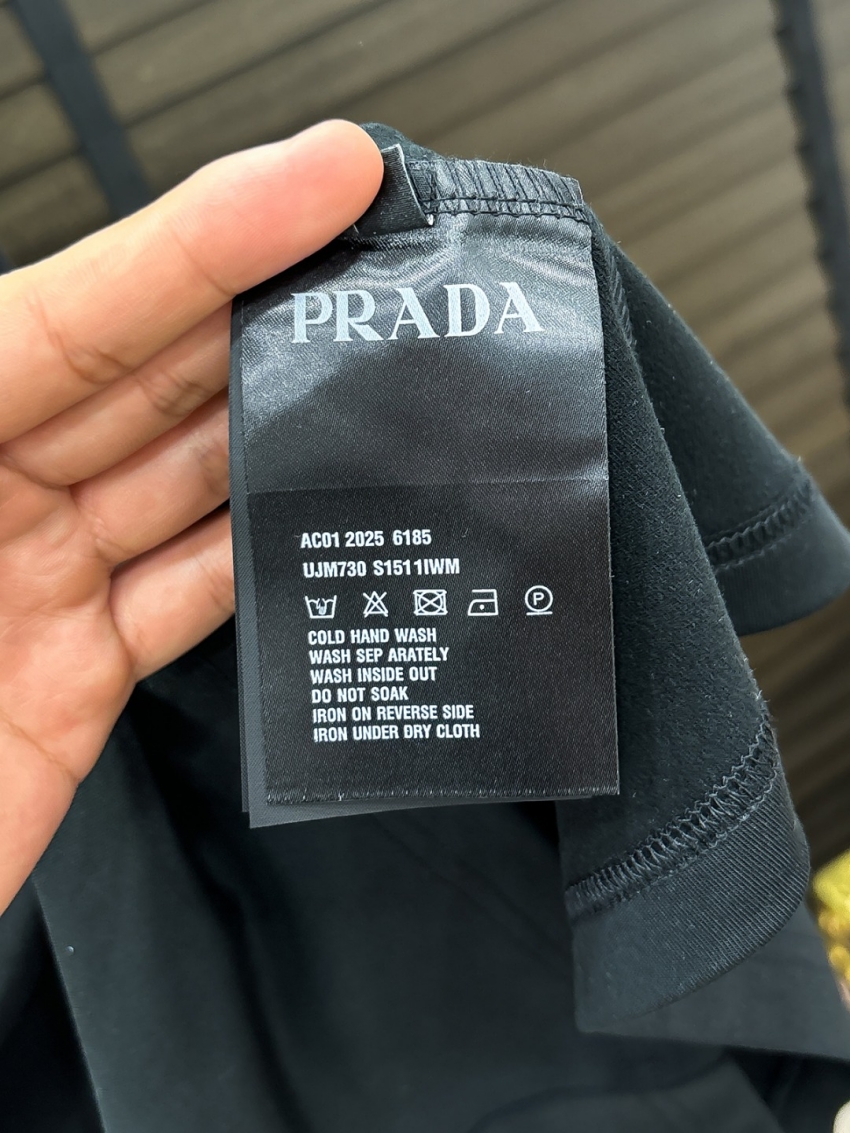 PRADA
AC01 2025 6185
UJM730 S1511IWM
P
COLD HAND WASH
WASH SEP ARATELY
WASH INSIDE OUT
DO NOT SOAK
IRON ON REVERSE SIDE
IRON UNDER DRY CLOTH